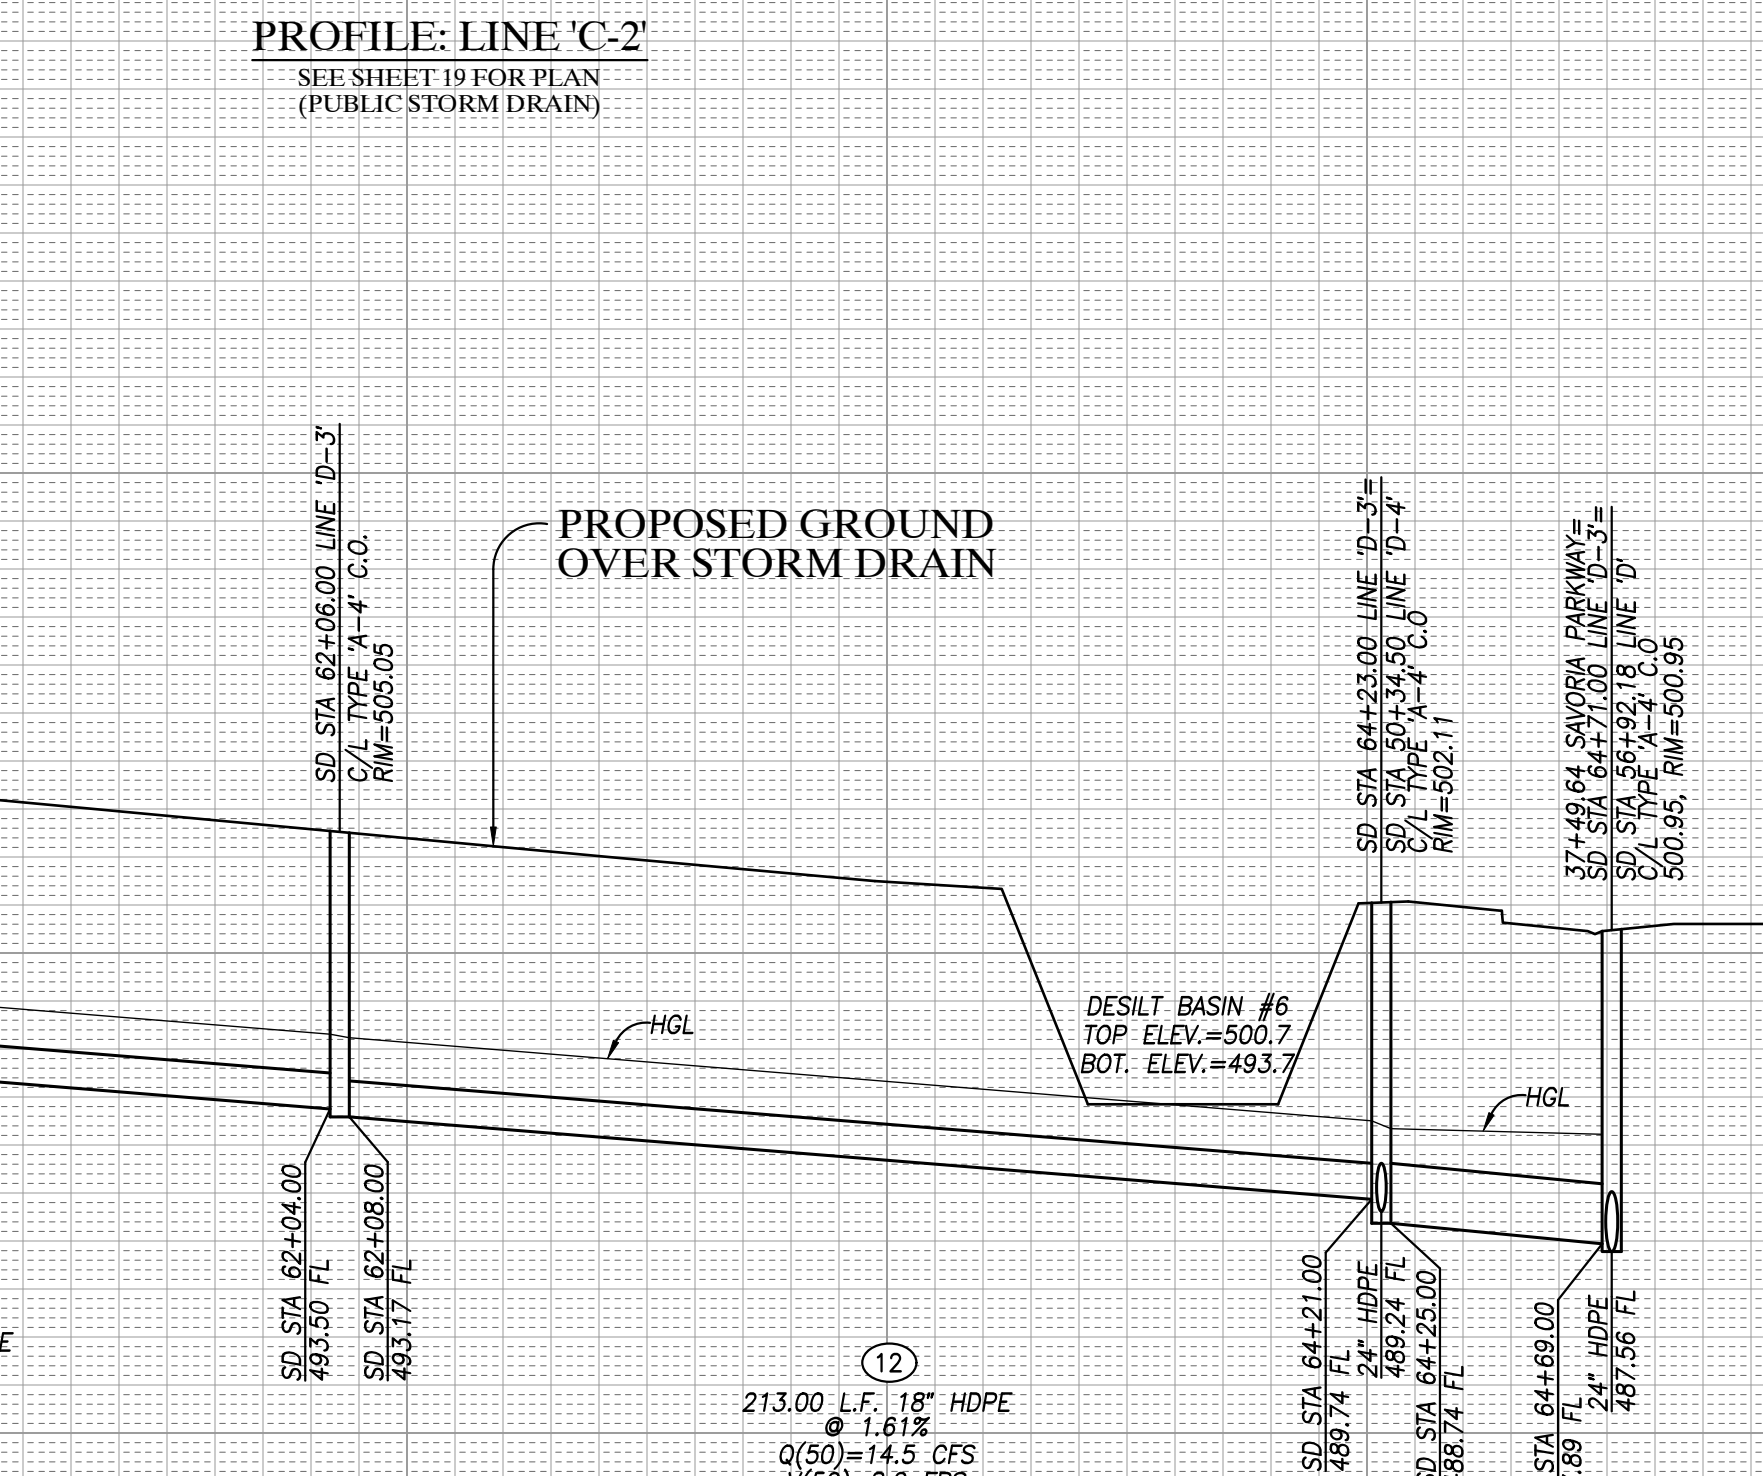 PROFILE: LINE 'C-2'
SEE SHEET 19 FOR PLAN
(PUBLIC STORM DRAIN)
SD STA 62+06.00 LINE 'D-3'
C/L TYPE 'A-4' C.O.
RIM=505.05
PROPOSED GROUND
OVER STORM DRAIN
SD STA 64+23.00 LINE 'D-3'=
SD STA 50+34.50 LINE 'D-4'
C/L TYPE 'A-4' C.O
RIM=502.11
37+49.64 SAVORIA PARKWAY=
SD STA 64+71.00 LINE 'D-3'=
SD STA 56+92.18 LINE 'D'
C/L TYPE 'A-4' C.O
500.95, RIM=500.95
HGL
DESILT BASIN #6
TOP ELEV.=500.7
BOT. ELEV.=493.7
HGL
SD STA 62+04.00
493.50 FL
SD STA 62+08.00
493.17 FL
E
12
213.00 L.F. 18" HDPE
@ 1.61%
Q(50)=14.5 CFS
SD STA 64+21.00
489.74 FL
24" HDPE
489.24 FL
SD STA 64+25.00
88.74 FL
STA 64+69.00
.89 FL
24" HDPE
487.56 FL